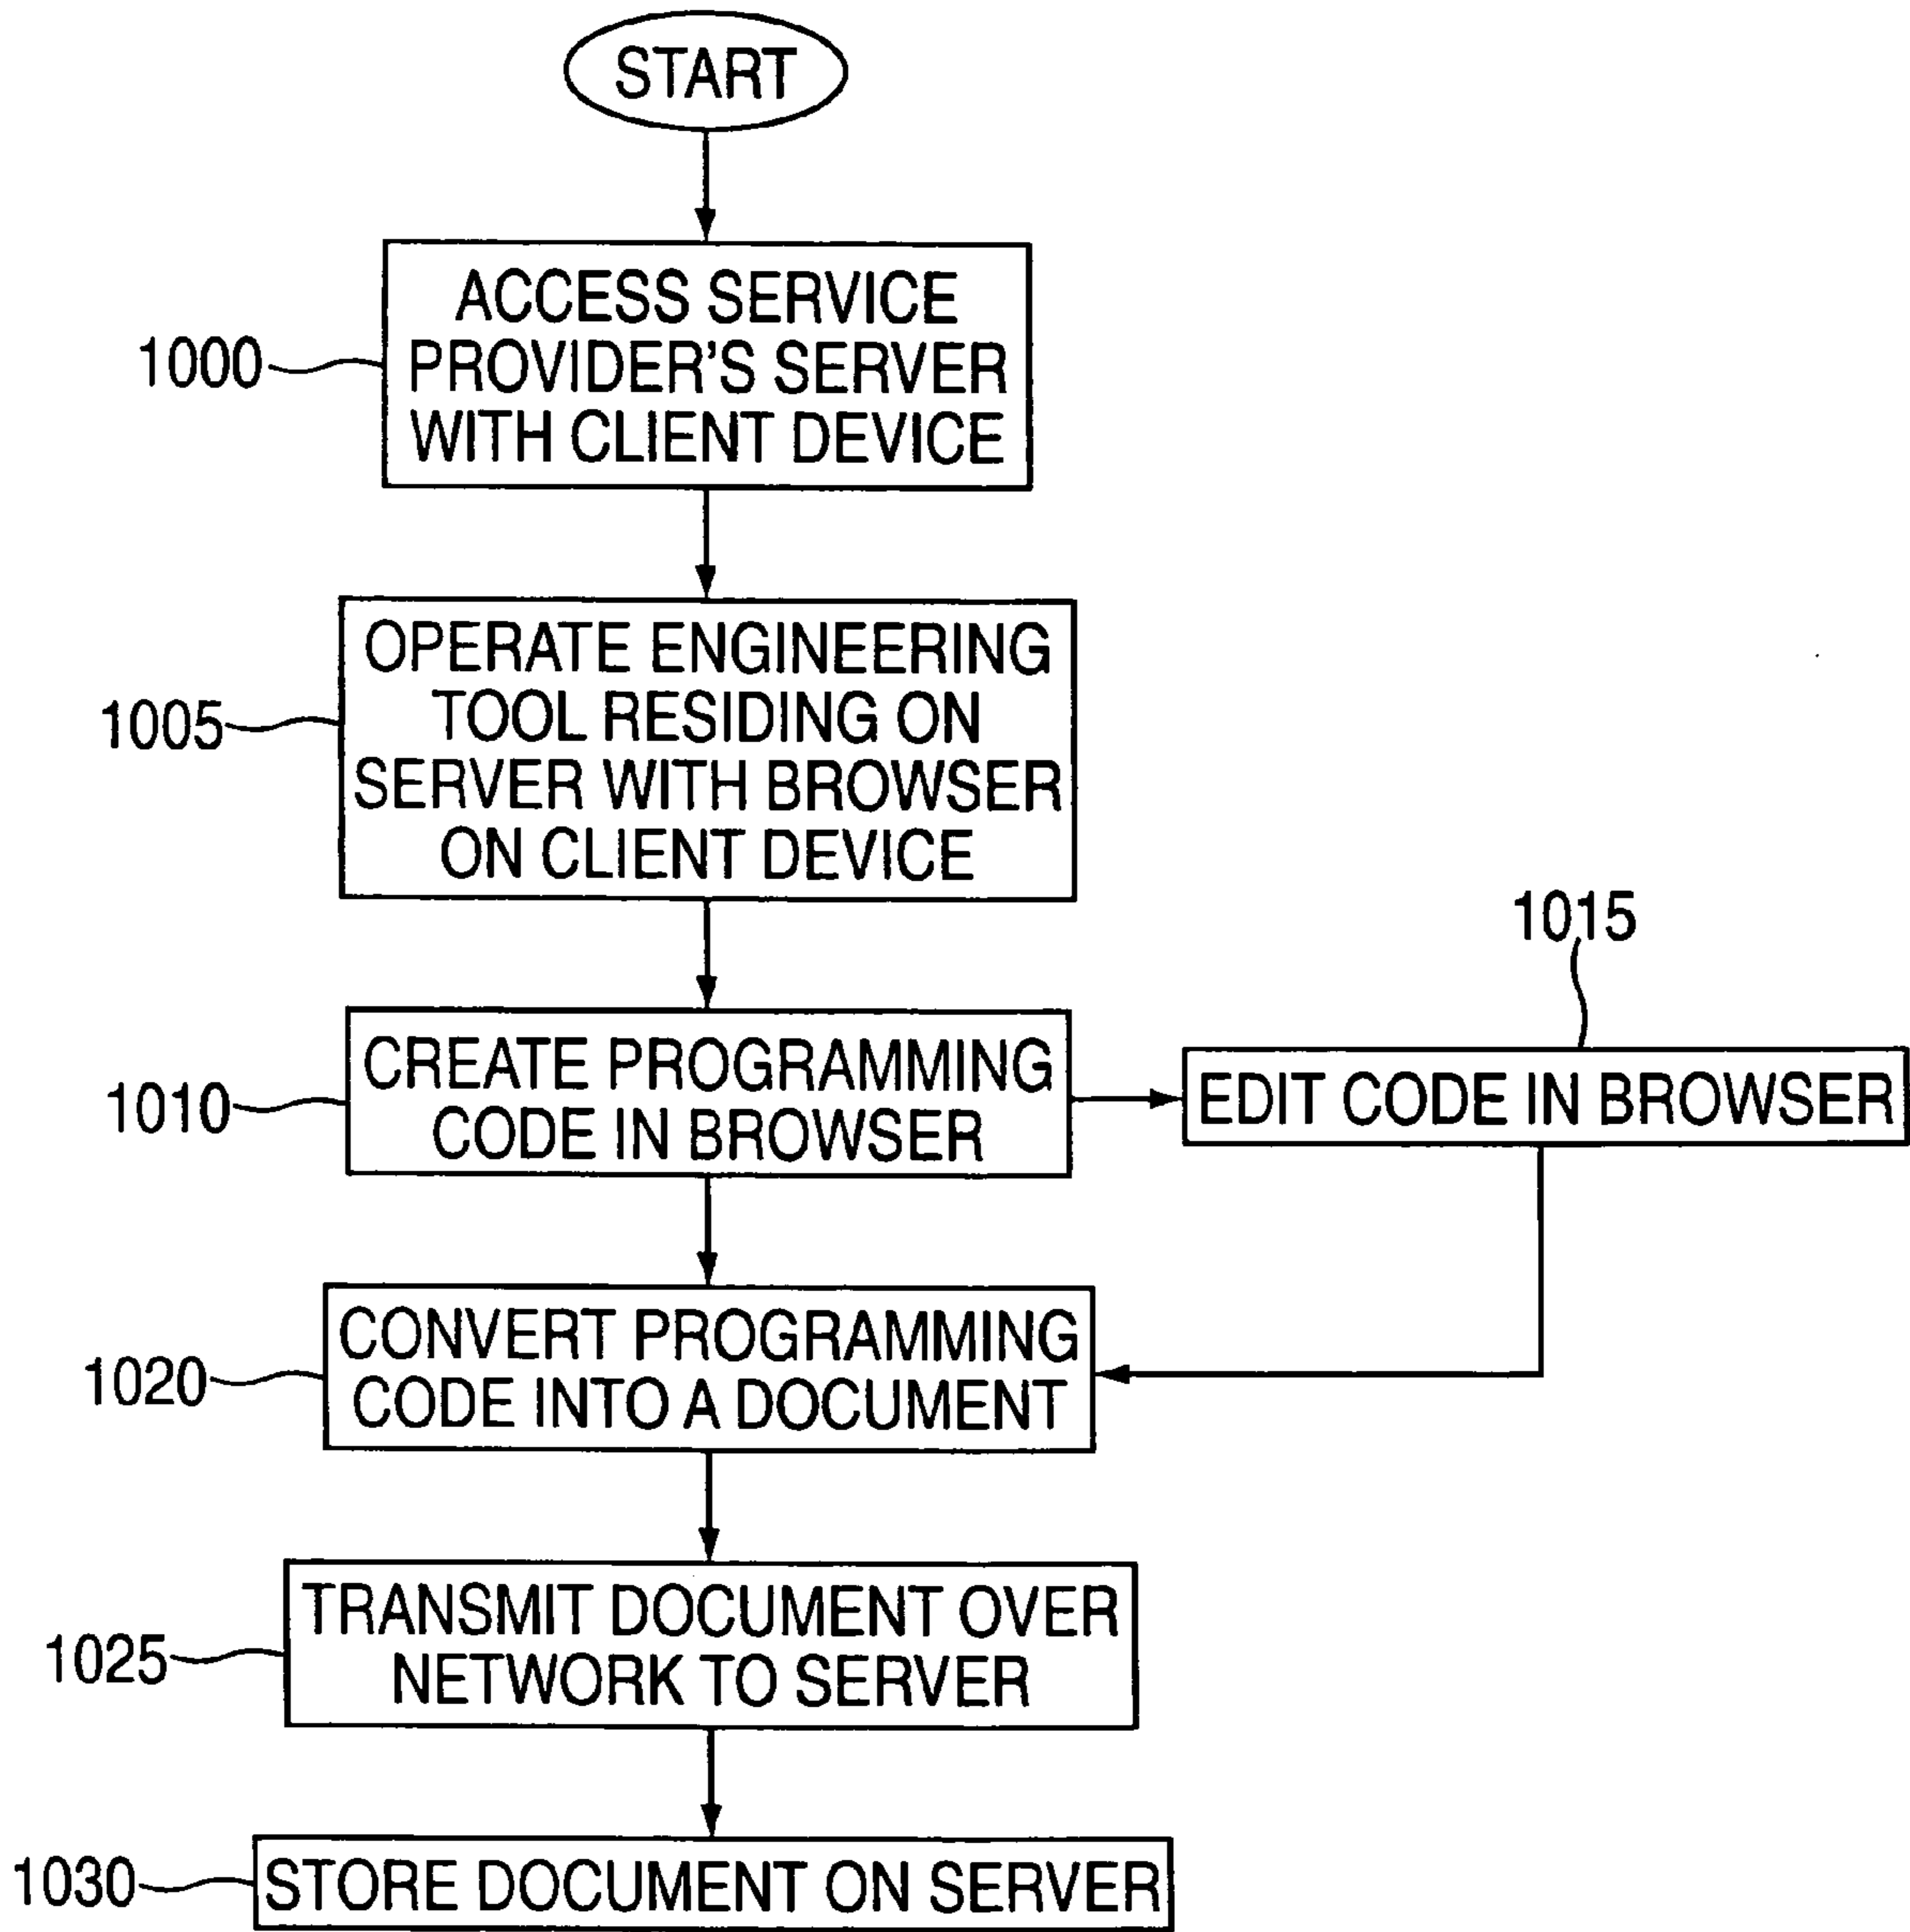 START
1000
ACCESS SERVICE
PROVIDER'S SERVER
WITH CLIENT DEVICE
1005
OPERATE ENGINEERING
TOOL RESIDING ON
SERVER WITH BROWSER
ON CLIENT DEVICE
1010
CREATE PROGRAMMING
CODE IN BROWSER
1015
EDIT CODE IN BROWSER
1020
CONVERT PROGRAMMING
CODE INTO A DOCUMENT
1025
TRANSMIT DOCUMENT OVER
NETWORK TO SERVER
1030
STORE DOCUMENT ON SERVER